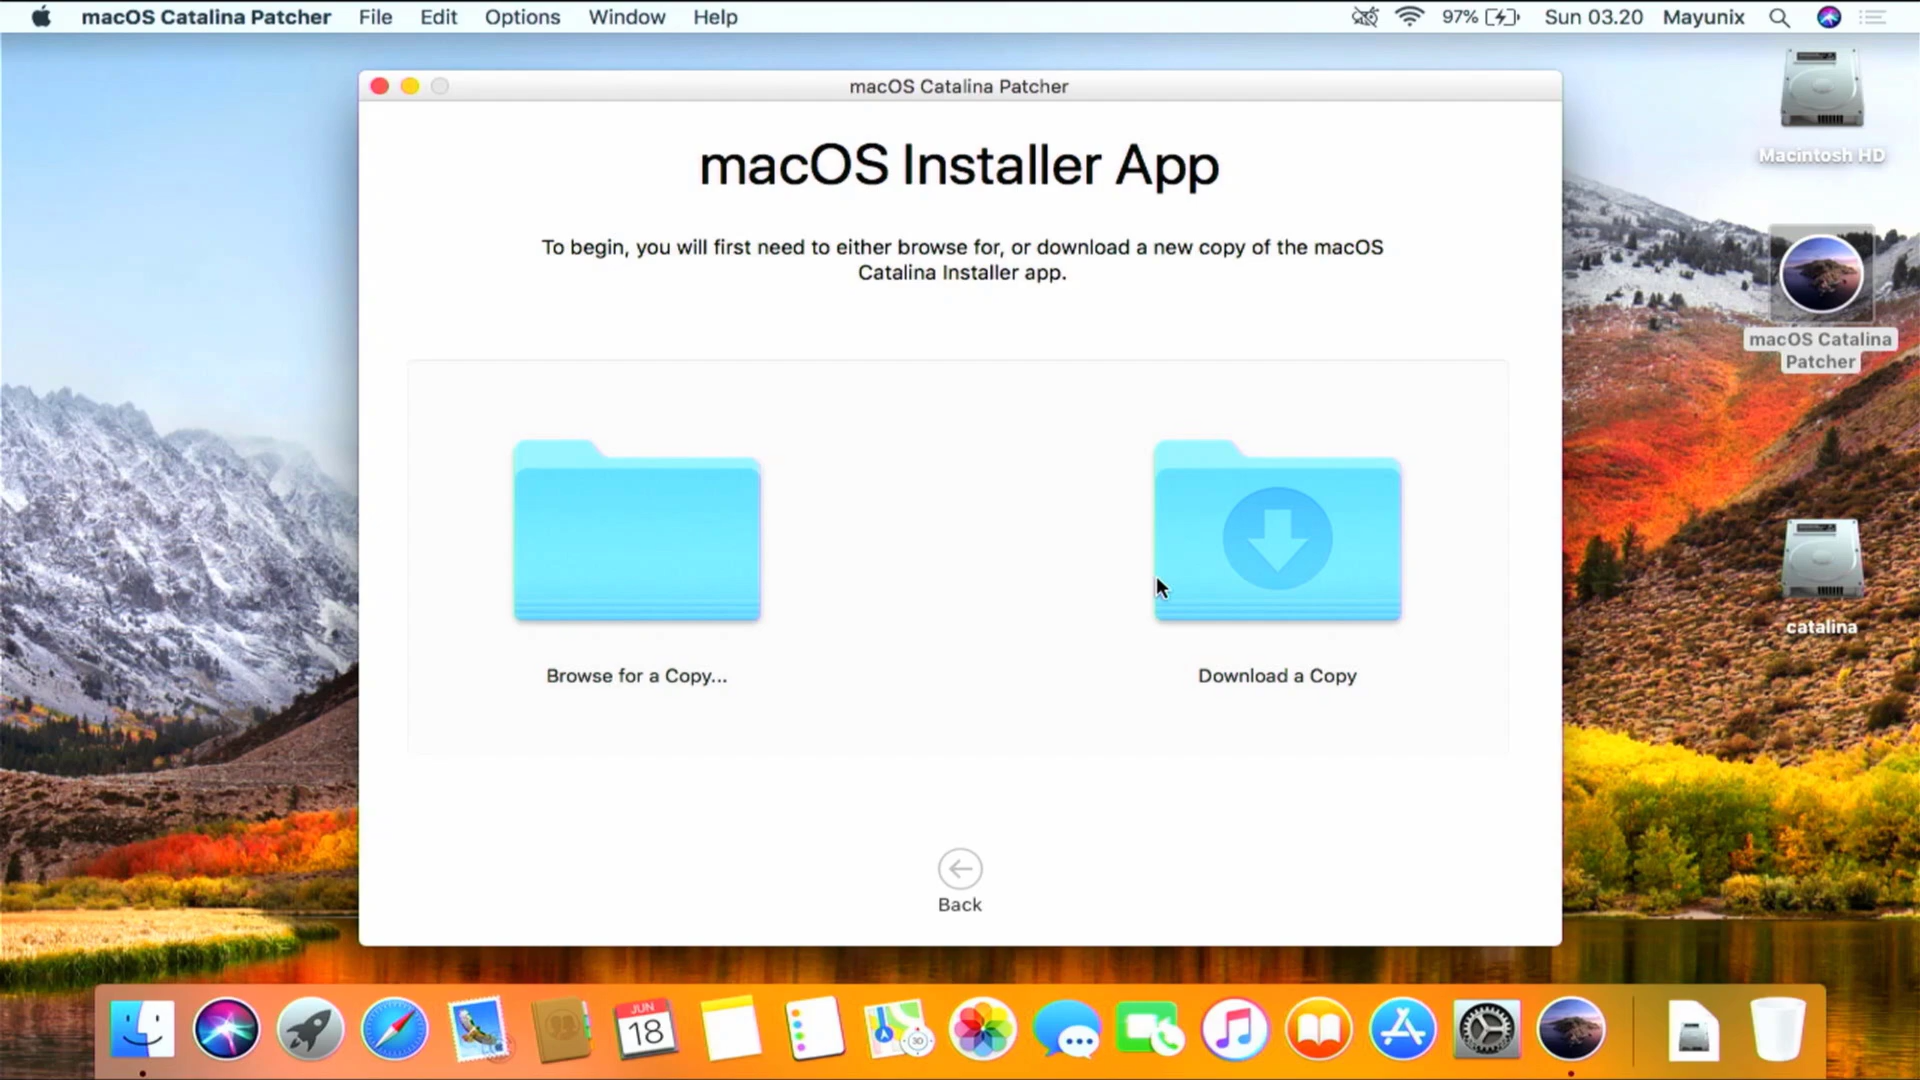 macOS Catalina Patcher File Edit Options Window Help 97% Sun 03.20 Mayunix
macOS Catalina Patcher
macOS Installer App
To begin, you will first need to either browse for, or download a new copy of the macOS
Catalina Installer app.
Browse for a Copy...
Download a Copy
Back
Macintosh HD
macOS Catalina
Patcher
catalina
JUN
18